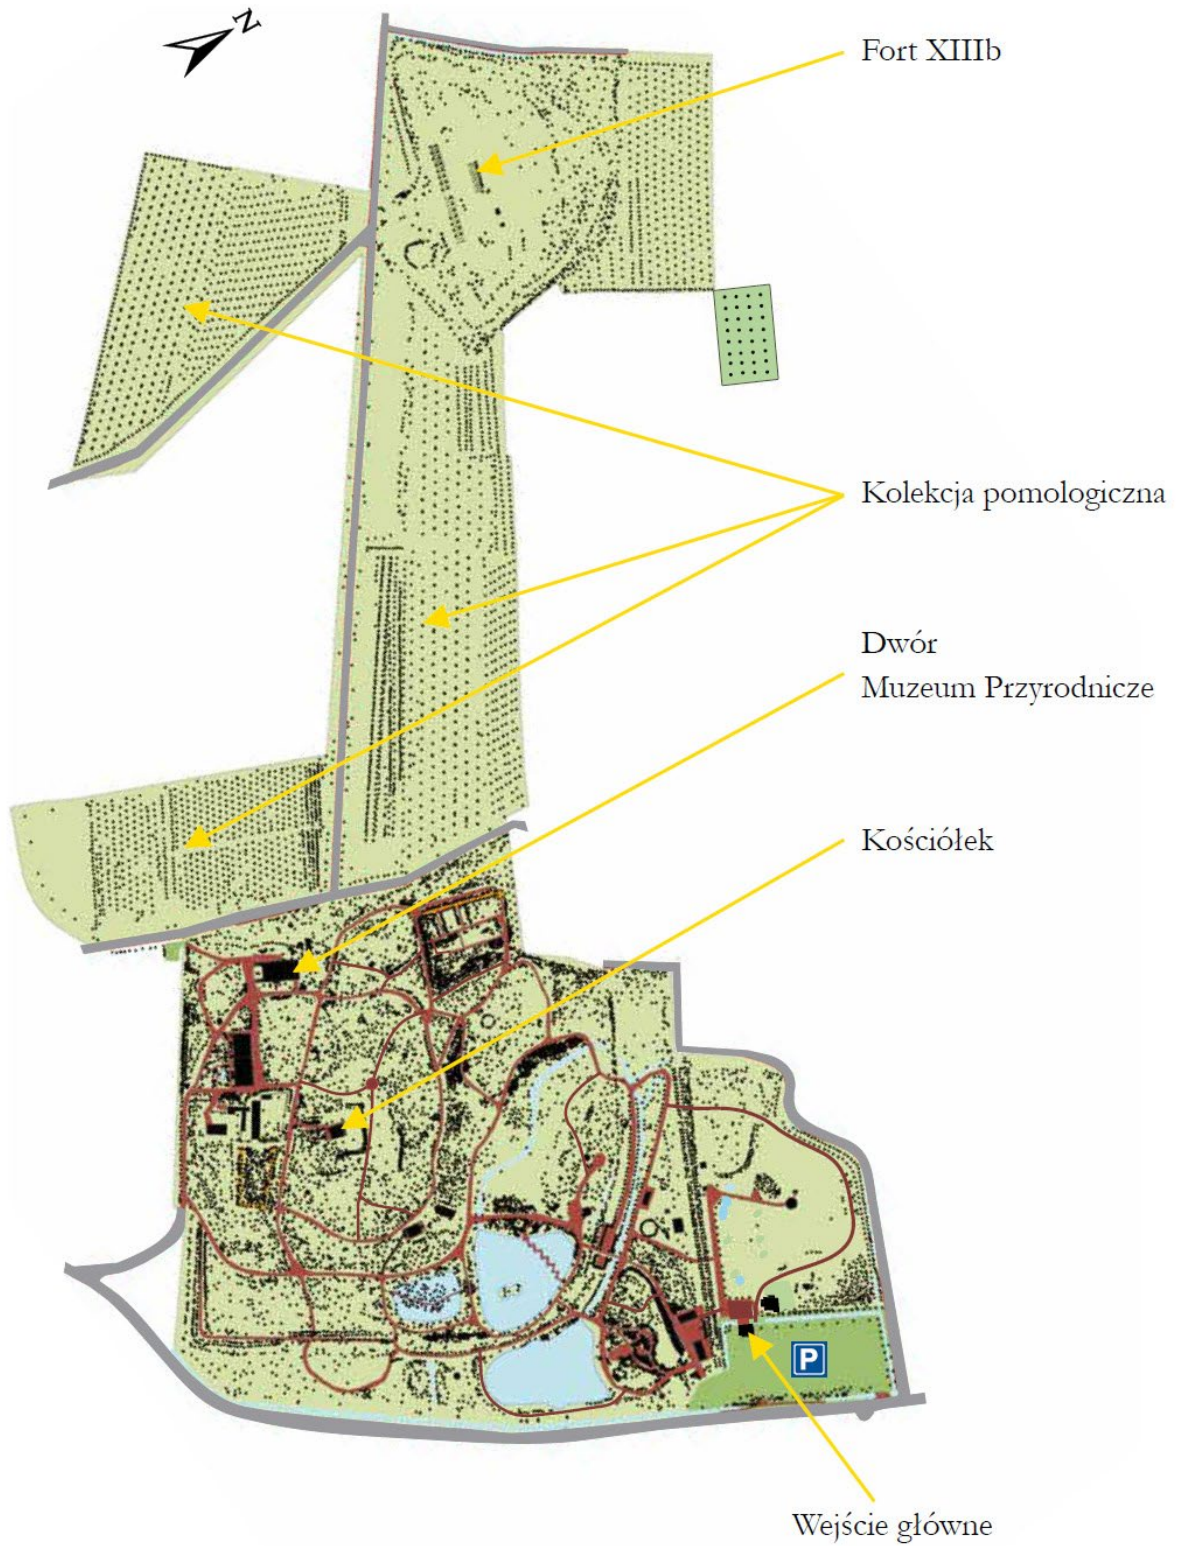 N
Fort XIIIb
Kolekcja pomologiczna
Dwór
Muzeum Przyrodnicze
Kościółek
P
Wejście główne